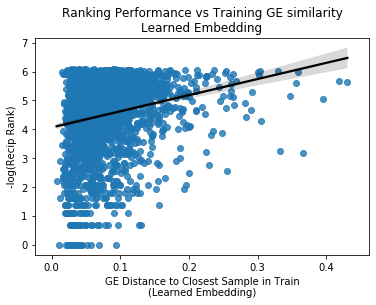 Ranking Performance vs Training GE similarity
Learned Embedding
-log(Recip Rank)
7
6
5
4
3
2
1
0
0.0 0.1 0.2 0.3 0.4
GE Distance to Closest Sample in Train
(Learned Embedding)